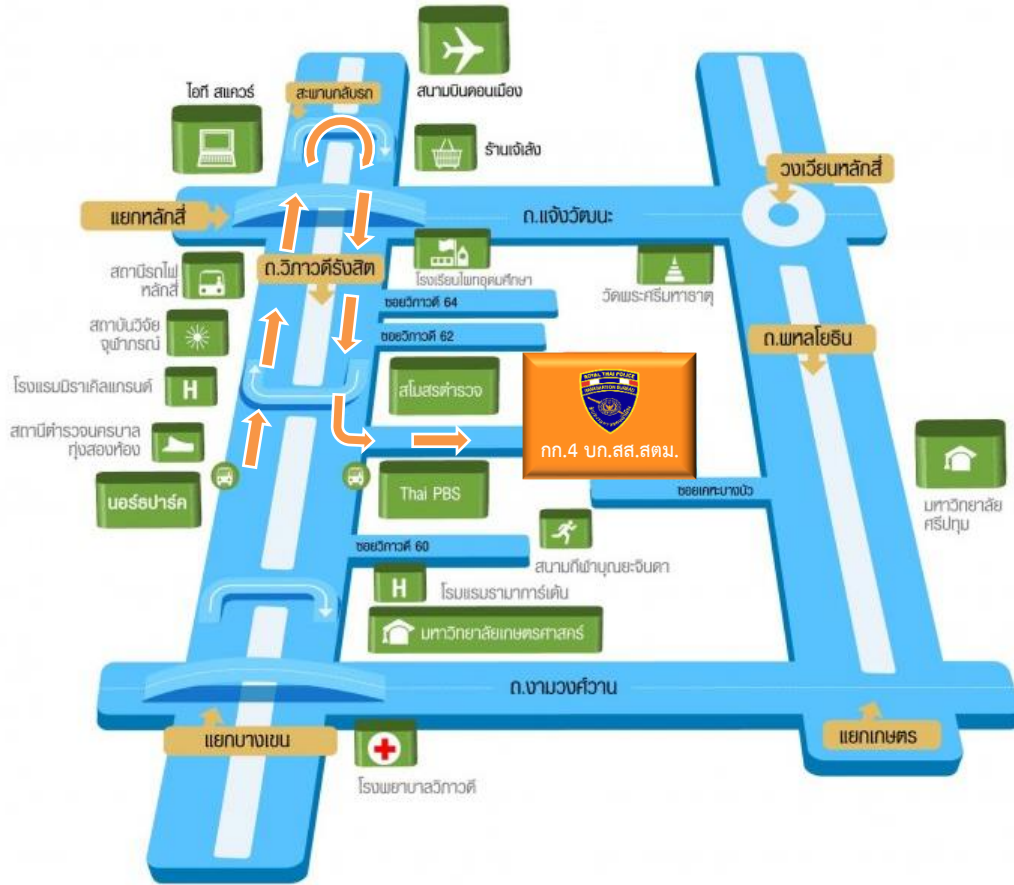 ไอที สแควร์
สะพานกลับรถ
สนามบินดอนเมือง
ร้านเจ๊เล้ง
วงเวียนหลักสี่
แยกหลักสี่
ถ.แจ้งวัฒนะ
สถานีรถไฟ
หลักสี่
ถ.วิภาวดีรังสิต
โรงเรียนไผทอุดมศึกษา
วัดพระศรีมหาธาตุ
ซอยวิภาวดี 64
สถาบันวิจัย
จุฬาภรณ์
ซอยวิภาวดี 62
ถ.พหลโยธิน
โรงแรมมิราเคิลแกรนด์
H
สโมสรตำรวจ
ROYAL THAI POLICE
IMMIGRATION BUREAU
กก.4 บก.สส.สตม.
สถานีตำรวจนครบาล
ทุ่งสองห้อง
นอร์ธปาร์ค
Thai PBS
ซอยเคหะบางบัว
มหาวิทยาลัย
ศรีปทุม
ซอยวิภาวดี 60
สนามกีฬาบุณยะจินดา
H
โรมแรมรามาการ์เด้น
มหาวิทยาลัยเกษตรศาสตร์
ถ.งามวงศ์วาน
แยกบางเขน
แยกเกษตร
โรงพยาบาลวิภาวดี